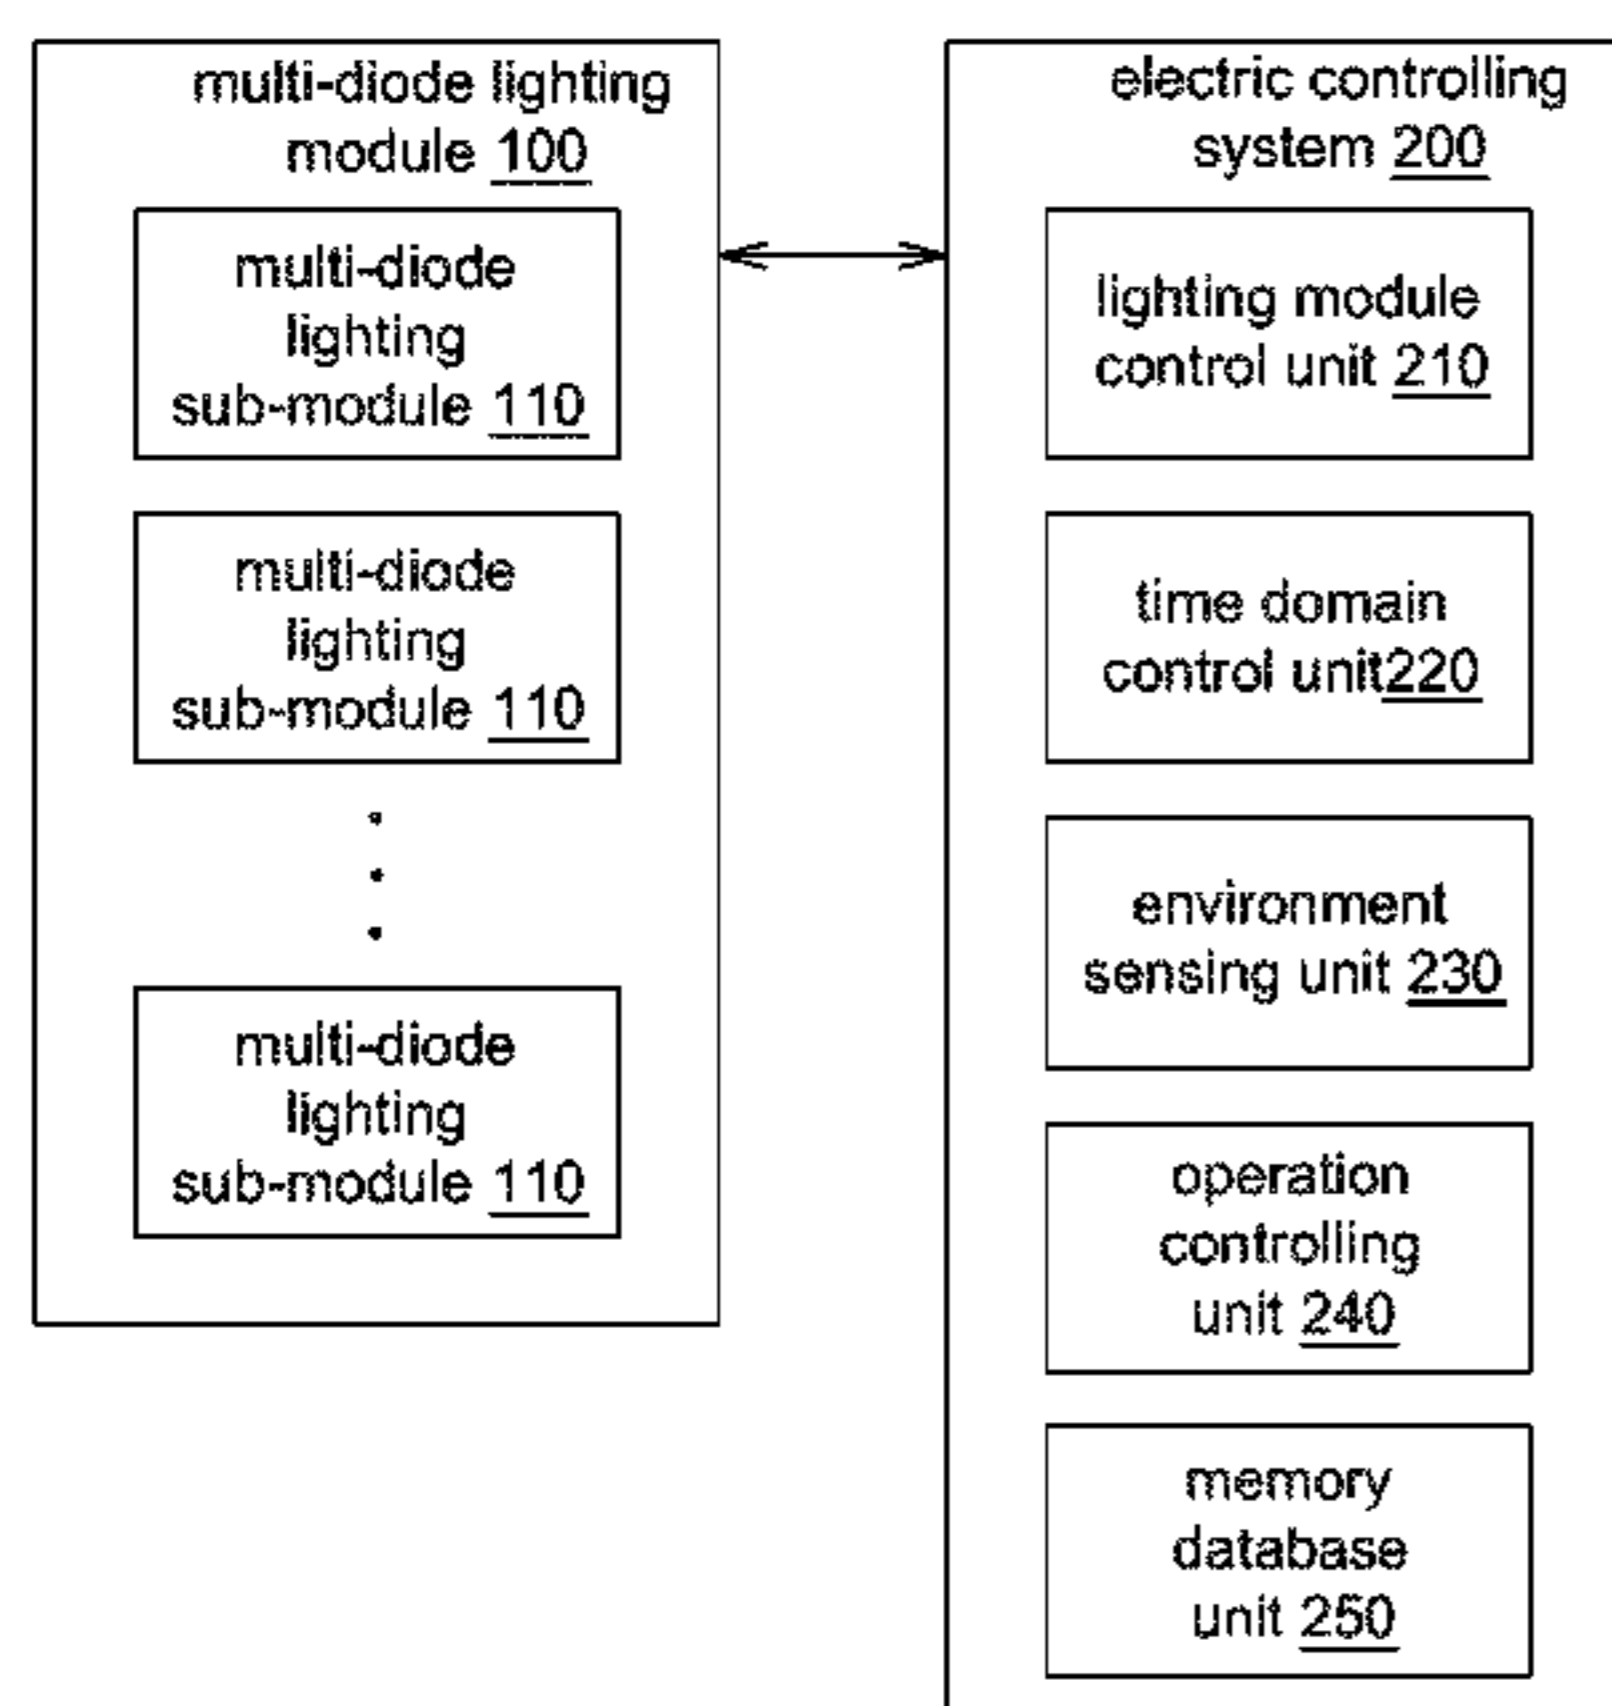 multi-diode lighting
module 100
multi-diode
lighting
sub-module 110
multi-diode
lighting
sub-module 110
multi-diode
lighting
sub-module 110
electric controlling
system 200
lighting module
control unit 210
time domain
control unit220
environment
sensing unit 230
operation
controlling
unit 240
memory
database
unit 250